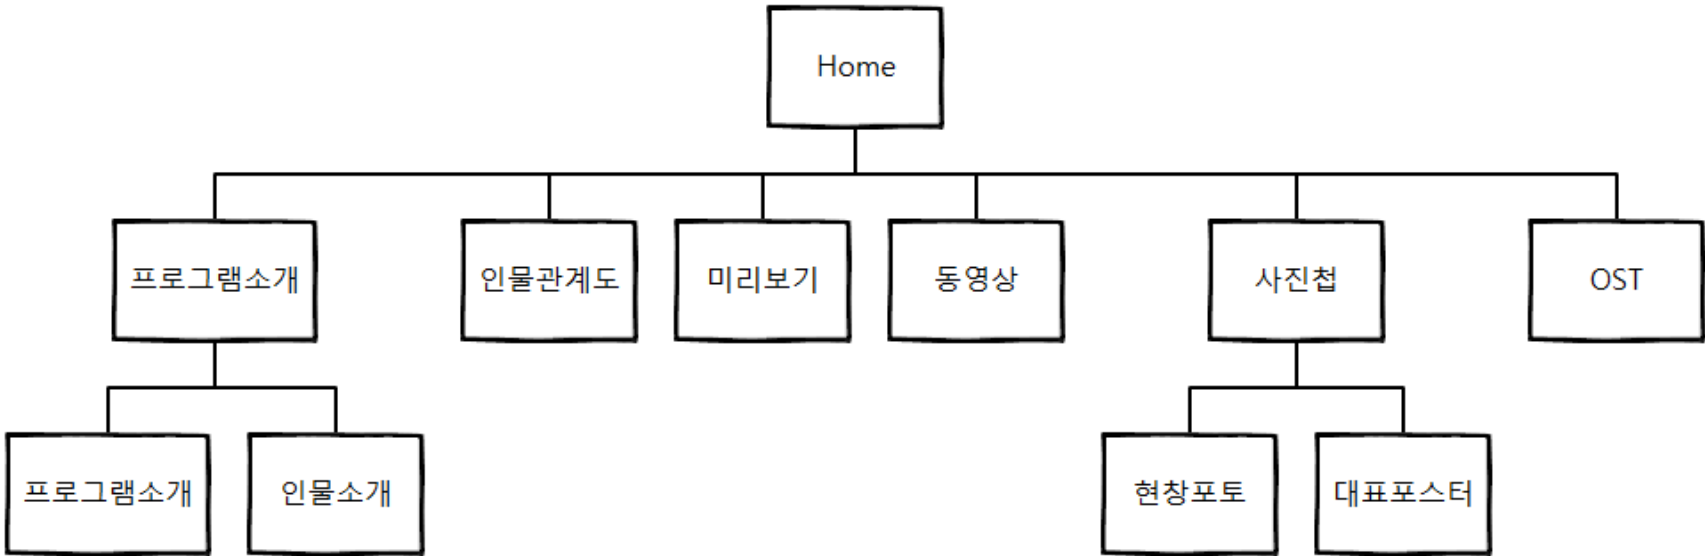 Home
프로그램소개
인물관계도
미리보기
동영상
사진첩
OST
프로그램소개
인물소개
현창포토
대표포스터